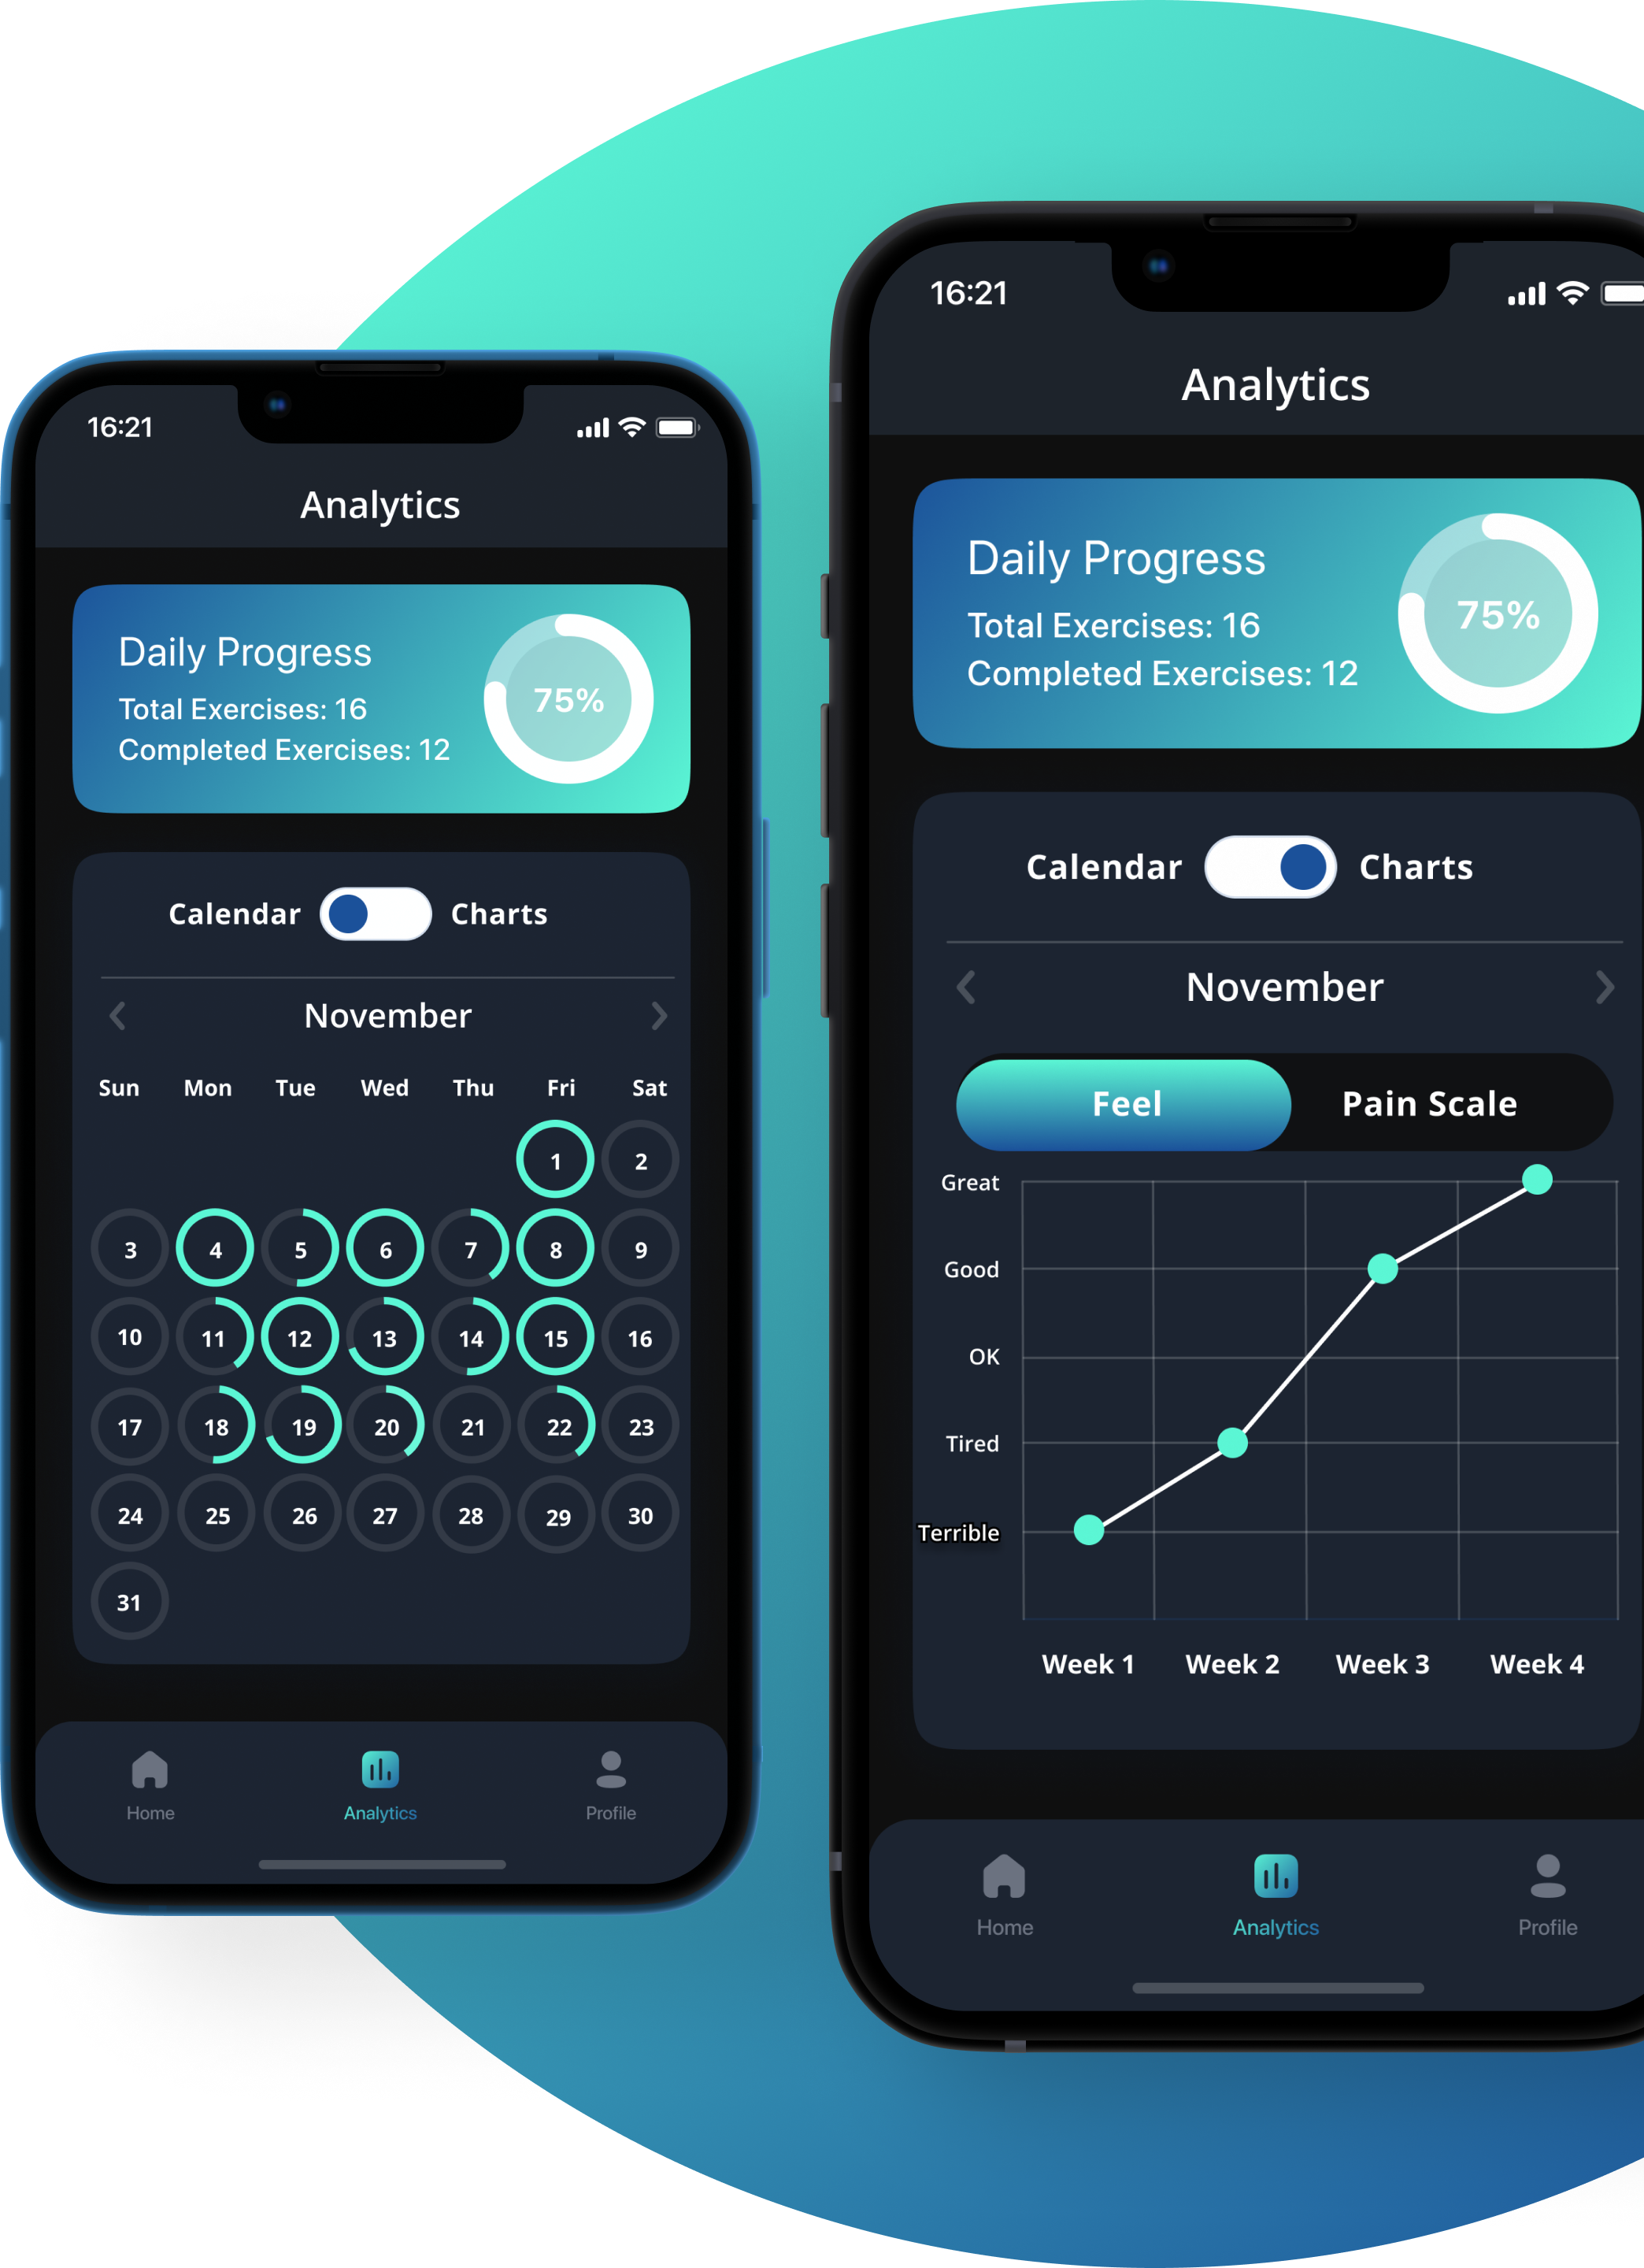 16:21
Analytics
Daily Progress
Total Exercises: 16
Completed Exercises: 12
75%
Calendar Charts
November
Sun Mon Tue Wed Thu Fri Sat
1 2
3 4 5 6 7 8 9
10 11 12 13 14 15 16
17 18 19 20 21 22 23
24 25 26 27 28 29 30
31
Home Analytics Profile
16:21
Analytics
Daily Progress
Total Exercises: 16
Completed Exercises: 12
75%
Calendar Charts
November
Feel Pain Scale
Great
Good
OK
Tired
Terrible
Week 1 Week 2 Week 3 Week 4
Home Analytics Profile